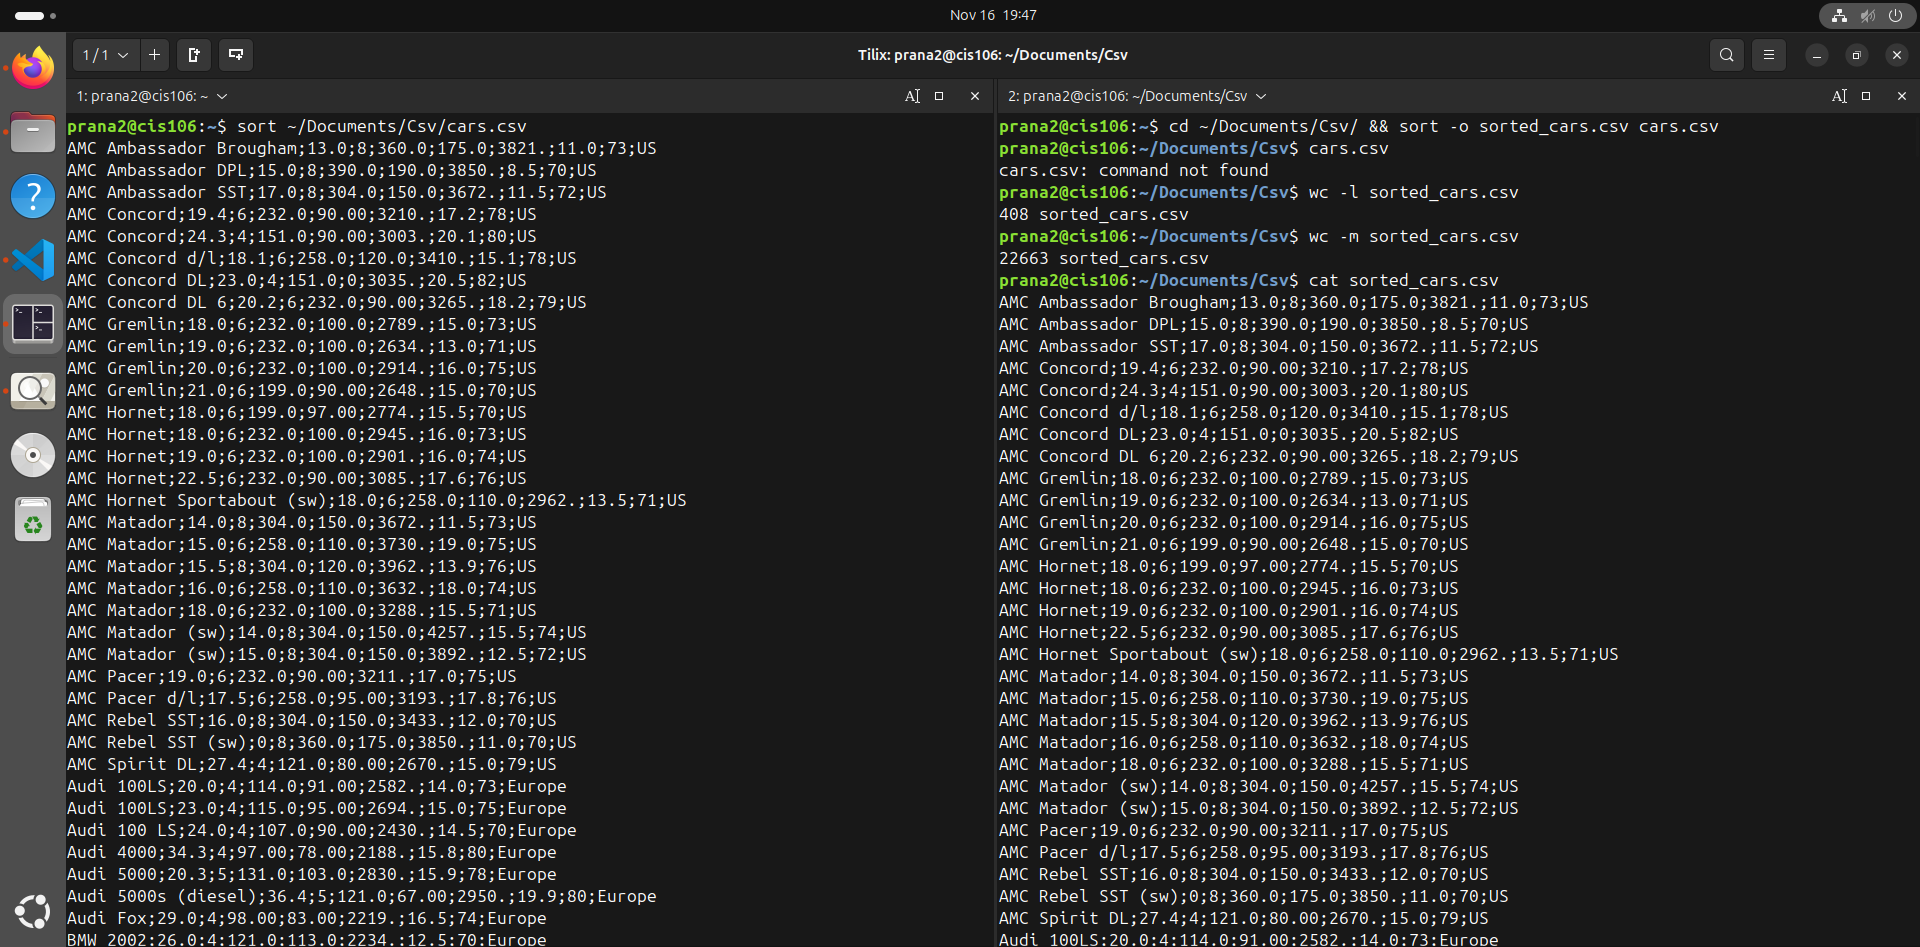 Nov 16 19:47
1 / 1
Tilix: prana2@cis106: ~/Documents/Csv
1: prana2@cis106: ~
prana2@cis106:~$ sort ~/Documents/Csv/cars.csv
AMC Ambassador Brougham;13.0;8;360.0;175.0;3821.;11.0;73;US
AMC Ambassador DPL;15.0;8;390.0;190.0;3850.;8.5;70;US
AMC Ambassador SST;17.0;8;304.0;150.0;3672.;11.5;72;US
AMC Concord;19.4;6;232.0;90.00;3210.;17.2;78;US
AMC Concord;24.3;4;151.0;90.00;3003.;20.1;80;US
AMC Concord d/l;18.1;6;258.0;120.0;3410.;15.1;78;US
AMC Concord DL;23.0;4;151.0;0;3035.;20.5;82;US
AMC Concord DL 6;20.2;6;232.0;90.00;3265.;18.2;79;US
AMC Gremlin;18.0;6;232.0;100.0;2789.;15.0;73;US
AMC Gremlin;19.0;6;232.0;100.0;2634.;13.0;71;US
AMC Gremlin;20.0;6;232.0;100.0;2914.;16.0;75;US
AMC Gremlin;21.0;6;199.0;90.00;2648.;15.0;70;US
AMC Hornet;18.0;6;199.0;97.00;2774.;15.5;70;US
AMC Hornet;18.0;6;232.0;100.0;2945.;16.0;73;US
AMC Hornet;19.0;6;232.0;100.0;2901.;16.0;74;US
AMC Hornet;22.5;6;232.0;90.00;3085.;17.6;76;US
AMC Hornet Sportabout (sw);18.0;6;258.0;110.0;2962.;13.5;71;US
AMC Matador;14.0;8;304.0;150.0;3672.;11.5;73;US
AMC Matador;15.0;6;258.0;110.0;3730.;19.0;75;US
AMC Matador;15.5;8;304.0;120.0;3962.;13.9;76;US
AMC Matador;16.0;6;258.0;110.0;3632.;18.0;74;US
AMC Matador;18.0;6;232.0;100.0;3288.;15.5;71;US
AMC Matador (sw);14.0;8;304.0;150.0;4257.;15.5;74;US
AMC Matador (sw);15.0;8;304.0;150.0;3892.;12.5;72;US
AMC Pacer;19.0;6;232.0;90.00;3211.;17.0;75;US
AMC Pacer d/l;17.5;6;258.0;95.00;3193.;17.8;76;US
AMC Rebel SST;16.0;8;304.0;150.0;3433.;12.0;70;US
AMC Rebel SST (sw);0;8;360.0;175.0;3850.;11.0;70;US
AMC Spirit DL;27.4;4;121.0;80.00;2670.;15.0;79;US
Audi 100LS;20.0;4;114.0;91.00;2582.;14.0;73;Europe
Audi 100LS;23.0;4;115.0;95.00;2694.;15.0;75;Europe
Audi 100 LS;24.0;4;107.0;90.00;2430.;14.5;70;Europe
Audi 4000;34.3;4;97.00;78.00;2188.;15.8;80;Europe
Audi 5000;20.3;5;131.0;103.0;2830.;15.9;78;Europe
Audi 5000s (diesel);36.4;5;121.0;67.00;2950.;19.9;80;Europe
Audi Fox;29.0;4;98.00;83.00;2219.;16.5;74;Europe
BMW 2002;26.0;4;121.0;113.0;2234.;12.5;70;Europe
2: prana2@cis106: ~/Documents/Csv
prana2@cis106:~$ cd ~/Documents/Csv/ && sort -o sorted_cars.csv cars.csv
prana2@cis106:~/Documents/Csv$ cars.csv
cars.csv: command not found
prana2@cis106:~/Documents/Csv$ wc -l sorted_cars.csv
408 sorted_cars.csv
prana2@cis106:~/Documents/Csv$ wc -m sorted_cars.csv
22663 sorted_cars.csv
prana2@cis106:~/Documents/Csv$ cat sorted_cars.csv
AMC Ambassador Brougham;13.0;8;360.0;175.0;3821.;11.0;73;US
AMC Ambassador DPL;15.0;8;390.0;190.0;3850.;8.5;70;US
AMC Ambassador SST;17.0;8;304.0;150.0;3672.;11.5;72;US
AMC Concord;19.4;6;232.0;90.00;3210.;17.2;78;US
AMC Concord;24.3;4;151.0;90.00;3003.;20.1;80;US
AMC Concord d/l;18.1;6;258.0;120.0;3410.;15.1;78;US
AMC Concord DL;23.0;4;151.0;0;3035.;20.5;82;US
AMC Concord DL 6;20.2;6;232.0;90.00;3265.;18.2;79;US
AMC Gremlin;18.0;6;232.0;100.0;2789.;15.0;73;US
AMC Gremlin;19.0;6;232.0;100.0;2634.;13.0;71;US
AMC Gremlin;20.0;6;232.0;100.0;2914.;16.0;75;US
AMC Gremlin;21.0;6;199.0;90.00;2648.;15.0;70;US
AMC Hornet;18.0;6;199.0;97.00;2774.;15.5;70;US
AMC Hornet;18.0;6;232.0;100.0;2945.;16.0;73;US
AMC Hornet;19.0;6;232.0;100.0;2901.;16.0;74;US
AMC Hornet;22.5;6;232.0;90.00;3085.;17.6;76;US
AMC Hornet Sportabout (sw);18.0;6;258.0;110.0;2962.;13.5;71;US
AMC Matador;14.0;8;304.0;150.0;3672.;11.5;73;US
AMC Matador;15.0;6;258.0;110.0;3730.;19.0;75;US
AMC Matador;15.5;8;304.0;120.0;3962.;13.9;76;US
AMC Matador;16.0;6;258.0;110.0;3632.;18.0;74;US
AMC Matador;18.0;6;232.0;100.0;3288.;15.5;71;US
AMC Matador (sw);14.0;8;304.0;150.0;4257.;15.5;74;US
AMC Matador (sw);15.0;8;304.0;150.0;3892.;12.5;72;US
AMC Pacer;19.0;6;232.0;90.00;3211.;17.0;75;US
AMC Pacer d/l;17.5;6;258.0;95.00;3193.;17.8;76;US
AMC Rebel SST;16.0;8;304.0;150.0;3433.;12.0;70;US
AMC Rebel SST (sw);0;8;360.0;175.0;3850.;11.0;70;US
AMC Spirit DL;27.4;4;121.0;80.00;2670.;15.0;79;US
Audi 100LS;20.0;4;114.0;91.00;2582.;14.0;73;Europe